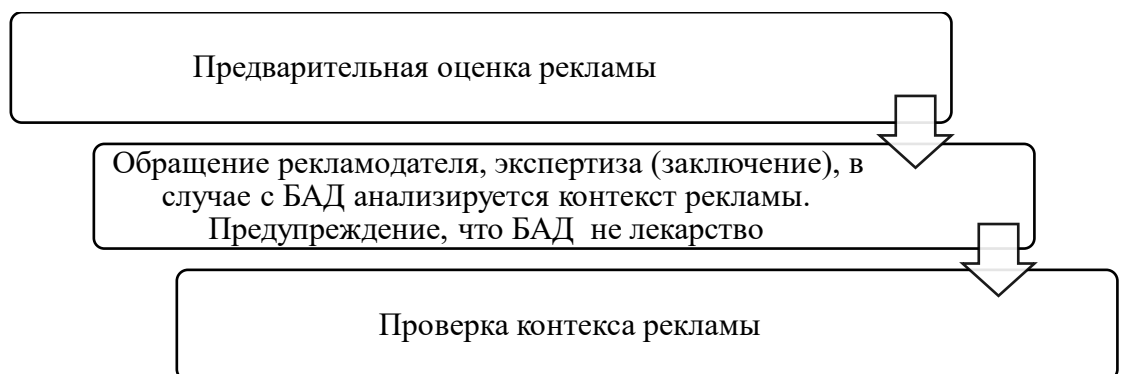 Предварительная оценка рекламы
Обращение рекламодателя, экспертиза (заключение), в
случае с БАД анализируется контекст рекламы.
Предупреждение, что БАД не лекарство
Проверка контекса рекламы